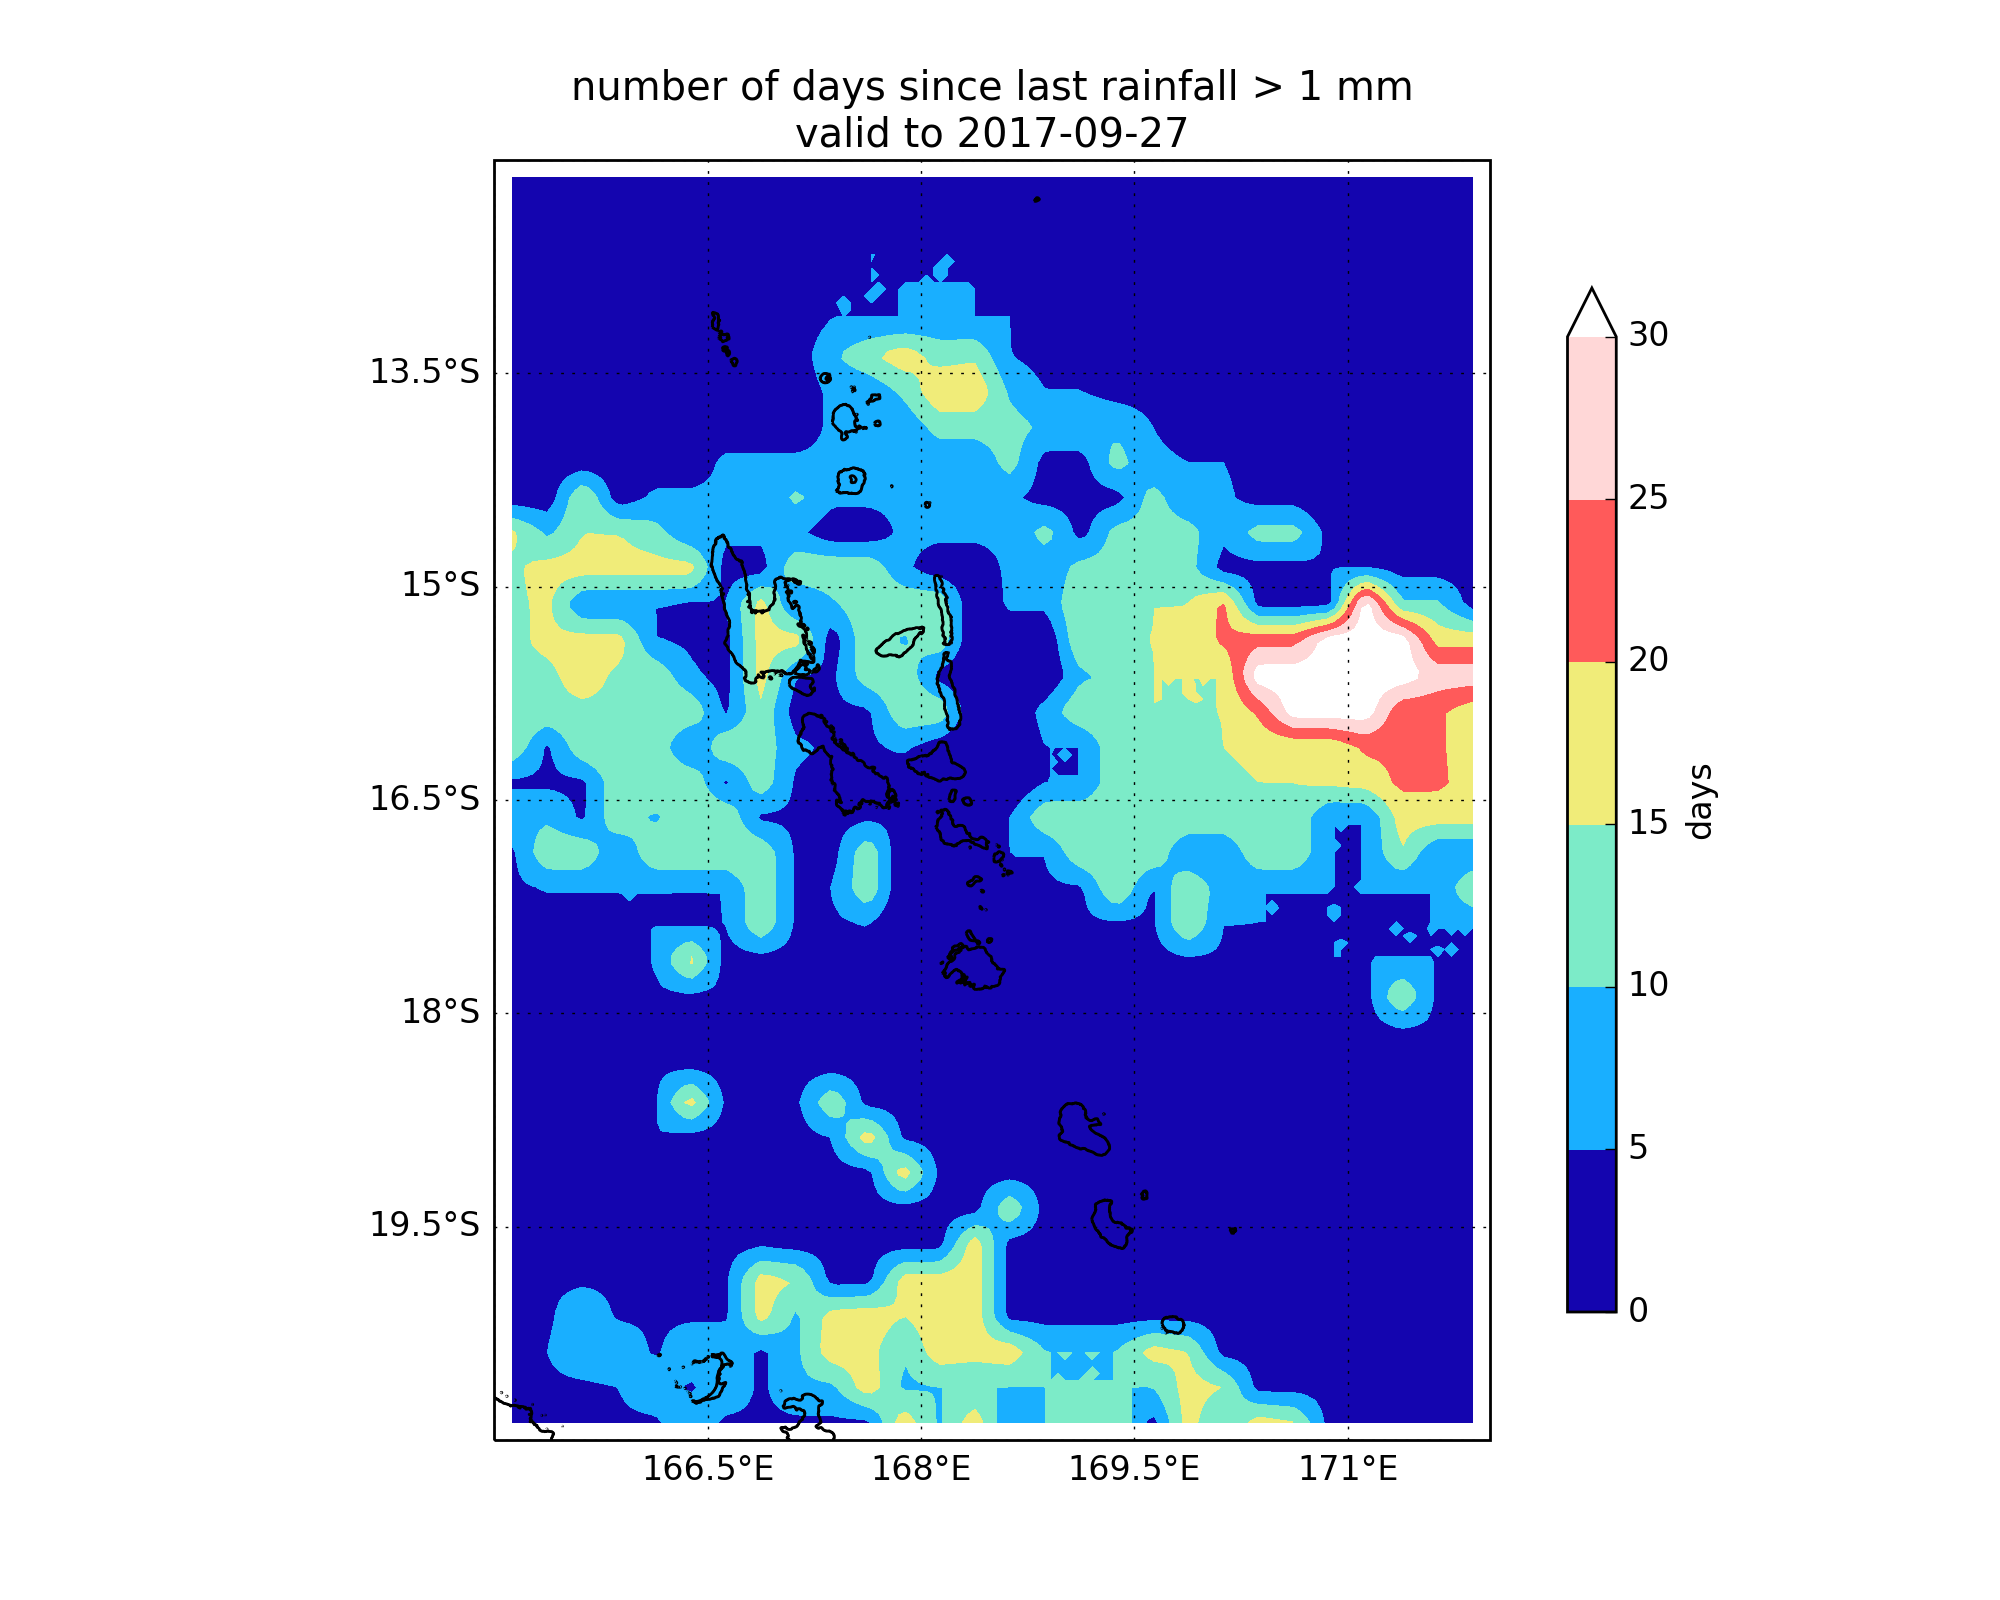 number of days since last rainfall > 1 mm
valid to 2017-09-27
13.5°S
15°S
16.5°S
18°S
19.5°S
166.5°E
168°E
169.5°E
171°E
30
25
20
15
10
5
0
days